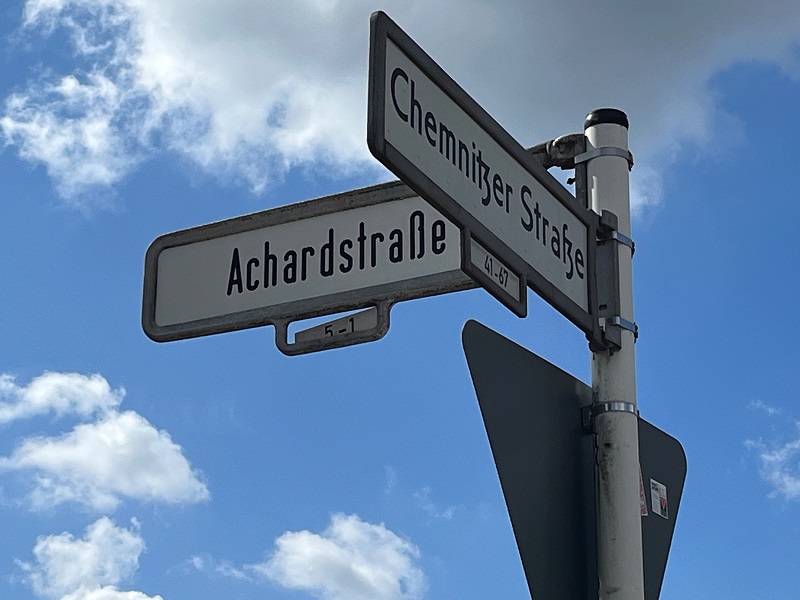 Chemnitzer Straße
41-67
Achardstraße
5-1